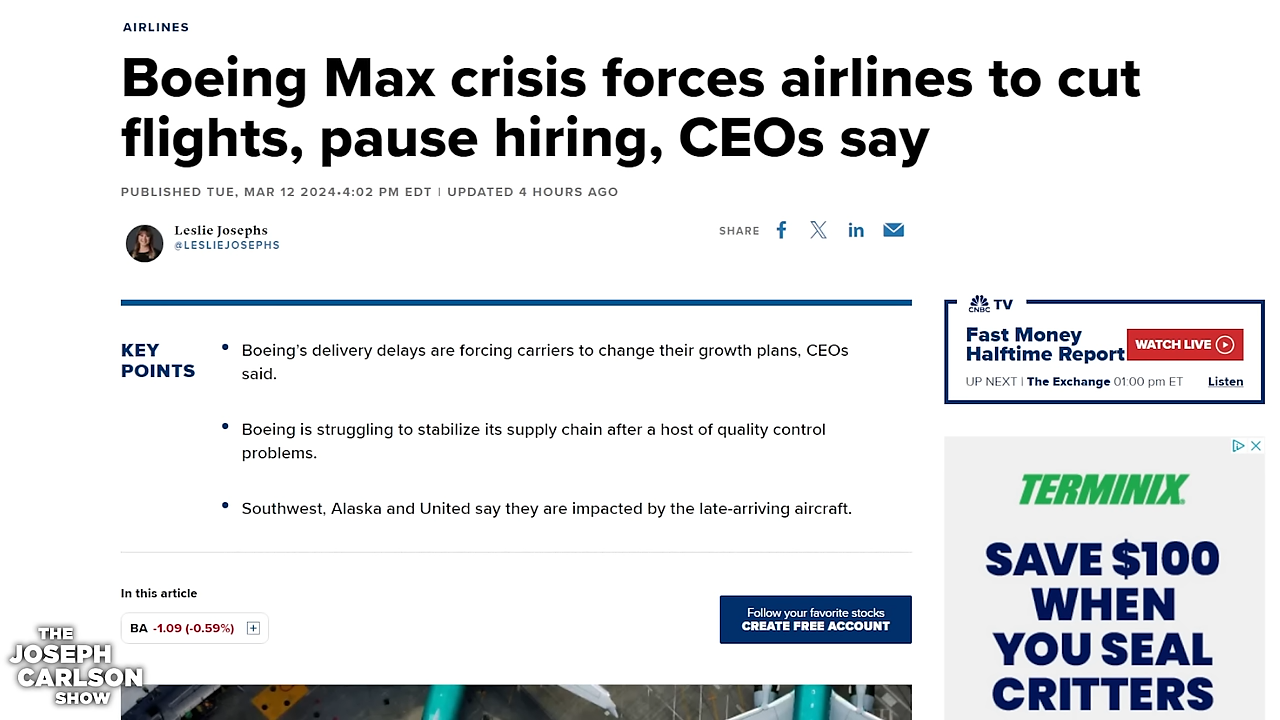 AIRLINES
Boeing Max crisis forces airlines to cut
flights, pause hiring, CEOs say
PUBLISHED TUE, MAR 12 2024•4:02 PM EDT | UPDATED 4 HOURS AGO
Leslie Josephs
@LESLIEJOSEPHS
SHARE
KEY
POINTS
Boeing’s delivery delays are forcing carriers to change their growth plans, CEOs
said.
Boeing is struggling to stabilize its supply chain after a host of quality control
problems.
Southwest, Alaska and United say they are impacted by the late-arriving aircraft.
In this article
BA -1.09 (-0.59%)
Follow your favorite stocks
CREATE FREE ACCOUNT
CNBC TV
Fast Money
Halftime Report
WATCH LIVE
UP NEXT | The Exchange 01:00 pm ET
Listen
TERMINIX
SAVE $100
WHEN
YOU SEAL
CRITTERS
THE
JOSEPH
CARLSON
SHOW